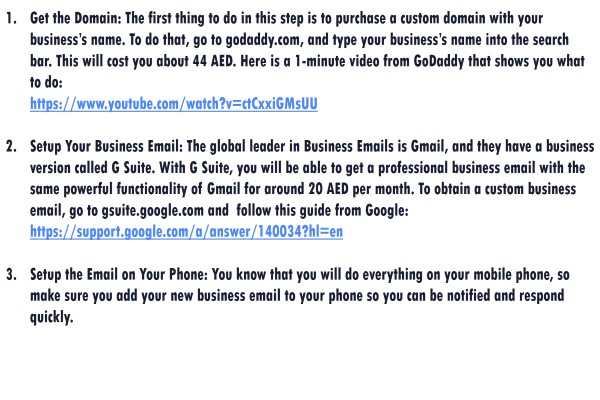 1. Get the Domain: The first thing to do in this step is to purchase a custom domain with your
business's name. To do that, go to godaddy.com, and type your business's name into the search
bar. This will cost you about 44 AED. Here is a 1-minute video from GoDaddy that shows you what
to do:
https://www.youtube.com/watch?v=ctCxxiGMsUU
2. Setup Your Business Email: The global leader in Business Emails is Gmail, and they have a business
version called G Suite. With G Suite, you will be able to get a professional business email with the
same powerful functionality of Gmail for around 20 AED per month. To obtain a custom business
email, go to gsuite.google.com and  follow this guide from Google:
https://support.google.com/a/answer/140034?hl=en
3. Setup the Email on Your Phone: You know that you will do everything on your mobile phone, so
make sure you add your new business email to your phone so you can be notified and respond
quickly.